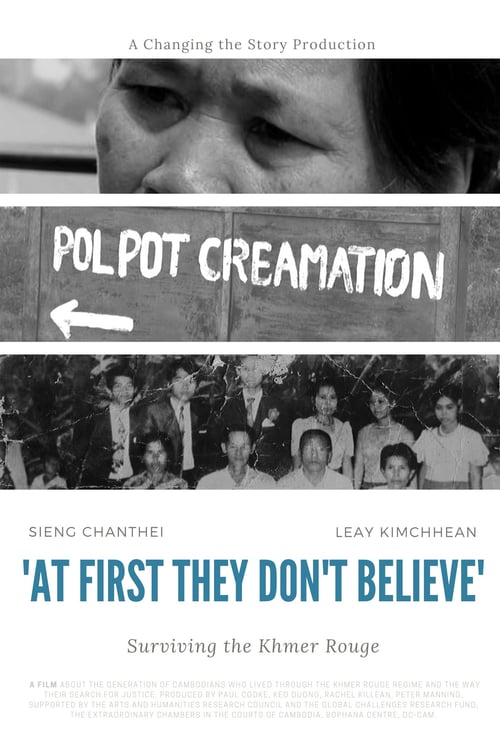 A Changing the Story Production
POLPOT CREAMATION
SIENG CHANTHEI
LEAY KIMCHHEAN
'AT FIRST THEY DON'T BELIEVE'
Surviving the Khmer Rouge
A FILM ABOUT THE GENERATION OF CAMBODIANS WHO LIVED THROUGH THE KHMER ROUGE REGIME AND THE WAY
THEIR SEARCH FOR JUSTICE. PRODUCED BY PAUL COOKE, KEO DUONG, RACHEL KILLEAN, PETER MANNING,
SUPPORTED BY THE ARTS AND HUMANITIES RESEARCH COUNCIL AND THE GLOBAL CHALLENGES RESEARCH FUND,
THE EXTRAORDINARY CHAMBERS IN THE COURTS OF CAMBODIA, BOPHANA CENTRE, DC-CAM.